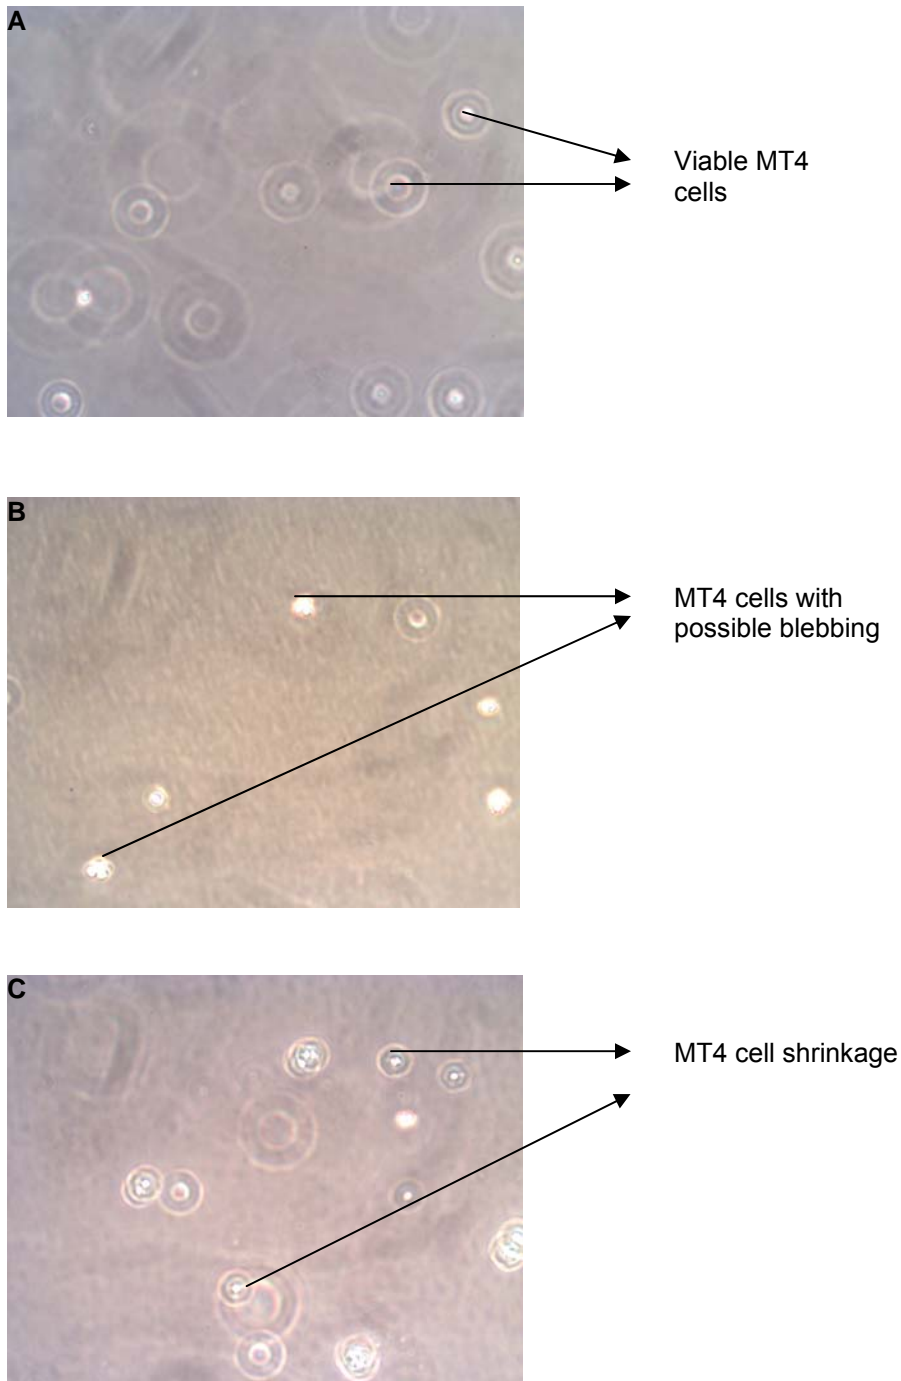 A
Viable MT4
cells
B
MT4 cells with
possible blebbing
C
MT4 cell shrinkage